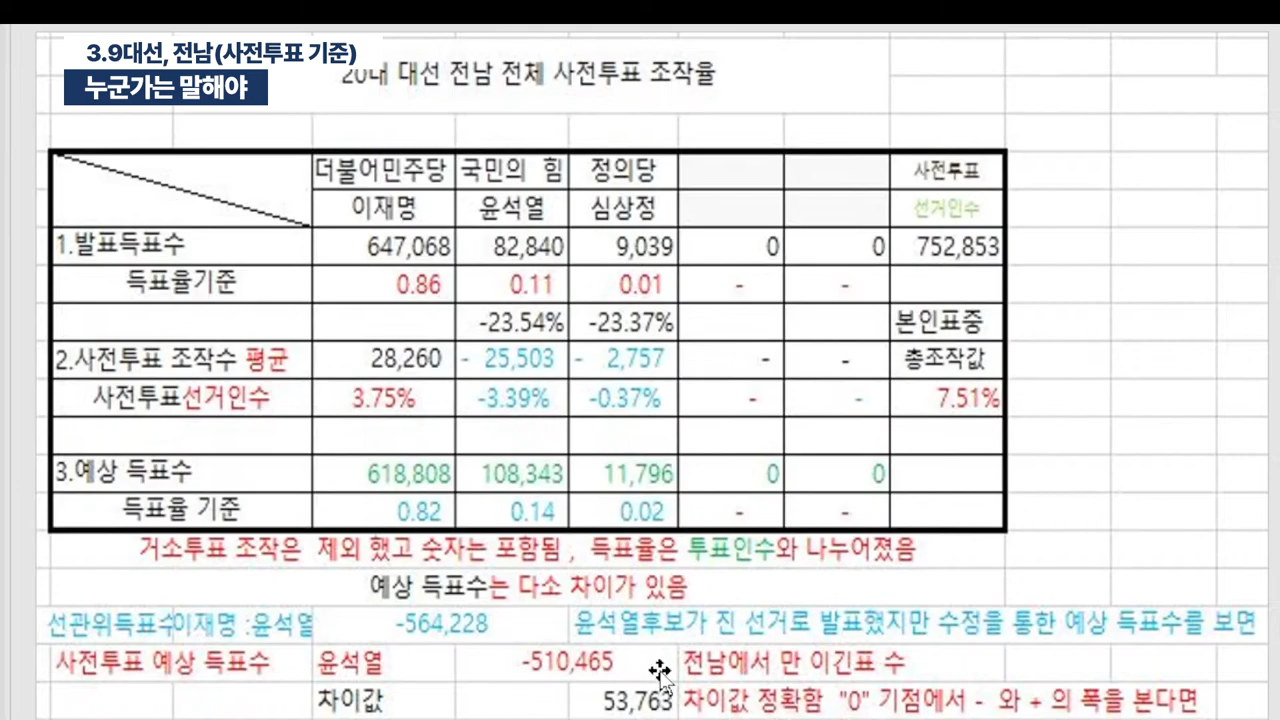 3.9대선, 전남(사전투표 기준)
누군가는 말해야
20대 대선 전남 전체 사전투표 조작율
더불어민주당 국민의 힘 정의당 사전투표
이재명 윤석열 심상정 선거인수
1.발표득표수 647,068 82,840 9,039 0 0 752,853
득표율기준 0.86 0.11 0.01 - -
-23.54% -23.37% 본인표중
2.사전투표 조작수 평균 28,260 - 25,503 - 2,757 - - 총조작값
사전투표선거인수 3.75% -3.39% -0.37% - - 7.51%
3.예상 득표수 618,808 108,343 11,796 0 0
득표율 기준 0.82 0.14 0.02 - -
거소투표 조작은 제외 했고 숫자는 포함됨 , 득표율은 투표인수와 나누어졌음
예상 득표수는 다소 차이가 있음
선관위득표수 이재명 :윤석열 -564,228 윤석열후보가 진 선거로 발표했지만 수정을 통한 예상 득표수를 보면
사전투표 예상 득표수 윤석열 -510,465 전남에서 만 이긴표 수
차이값 53,763 차이값 정확함 "0" 기점에서 - 와 + 의 폭을 본다면